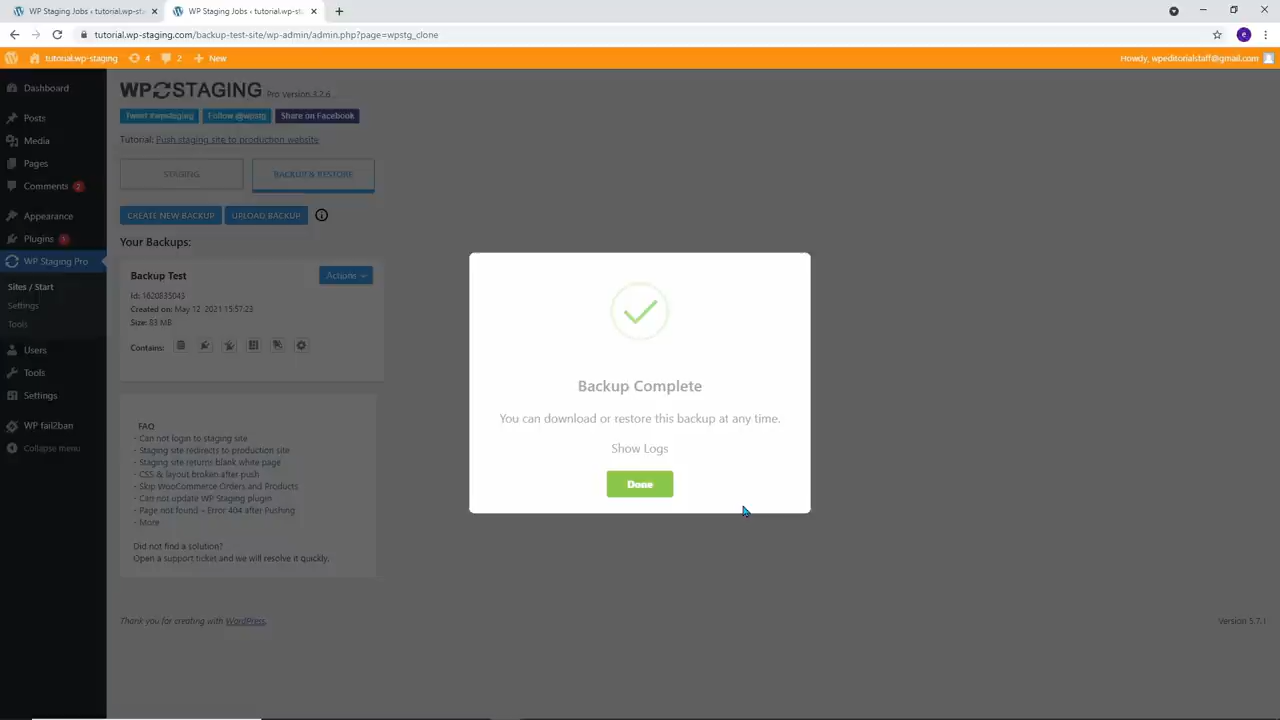 WP Staging Jobs ‹ tutorial.wp-st
WP Staging Jobs ‹ tutorial.wp-st
tutorial.wp-staging.com/backup-test-site/wp-admin/admin.php?page=wpstg_clone
e
tutorial.wp-staging
4
2
New
Howdy, wpeditorialstaff@gmail.com
Dashboard
Posts
Media
Pages
Comments 2
Appearance
Plugins 1
WP Staging Pro
Sites / Start
Settings
Tools
Users
Tools
Settings
WP fail2ban
Collapse menu
WP STAGING Pro version 3.2.6
Tweet #wpstaging
Follow @wpstg
Share on Facebook
Tutorial: Push staging site to production website
STAGING
BACKUP & RESTORE
CREATE NEW BACKUP
UPLOAD BACKUP
Your Backups:
Backup Test
Actions
Id: 1620835043
Created on: May 12, 2021 15:57:23
Size: 83 MB
Contains:
FAQ
- Can not login to staging site
- Staging site redirects to production site
- Staging site returns blank white page
- CSS & layout broken after push
- Skip WooCommerce Orders and Products
- Can not update WP Staging plugin
- Page not found – Error 404 after Pushing
- More
Did not find a solution?
Open a support ticket and we will resolve it quickly.
Thank you for creating with WordPress.
Version 5.7.1
Backup Complete
You can download or restore this backup at any time.
Show Logs
Done